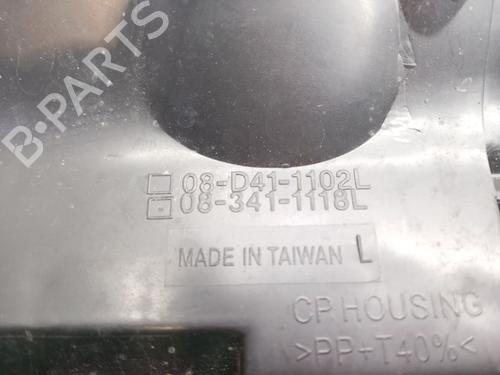 B-PARTS
□ 08-D41-1102L
□ 08-341-1118L
MADE IN TAIWAN L
CP HOUSING
>PP+T40%<